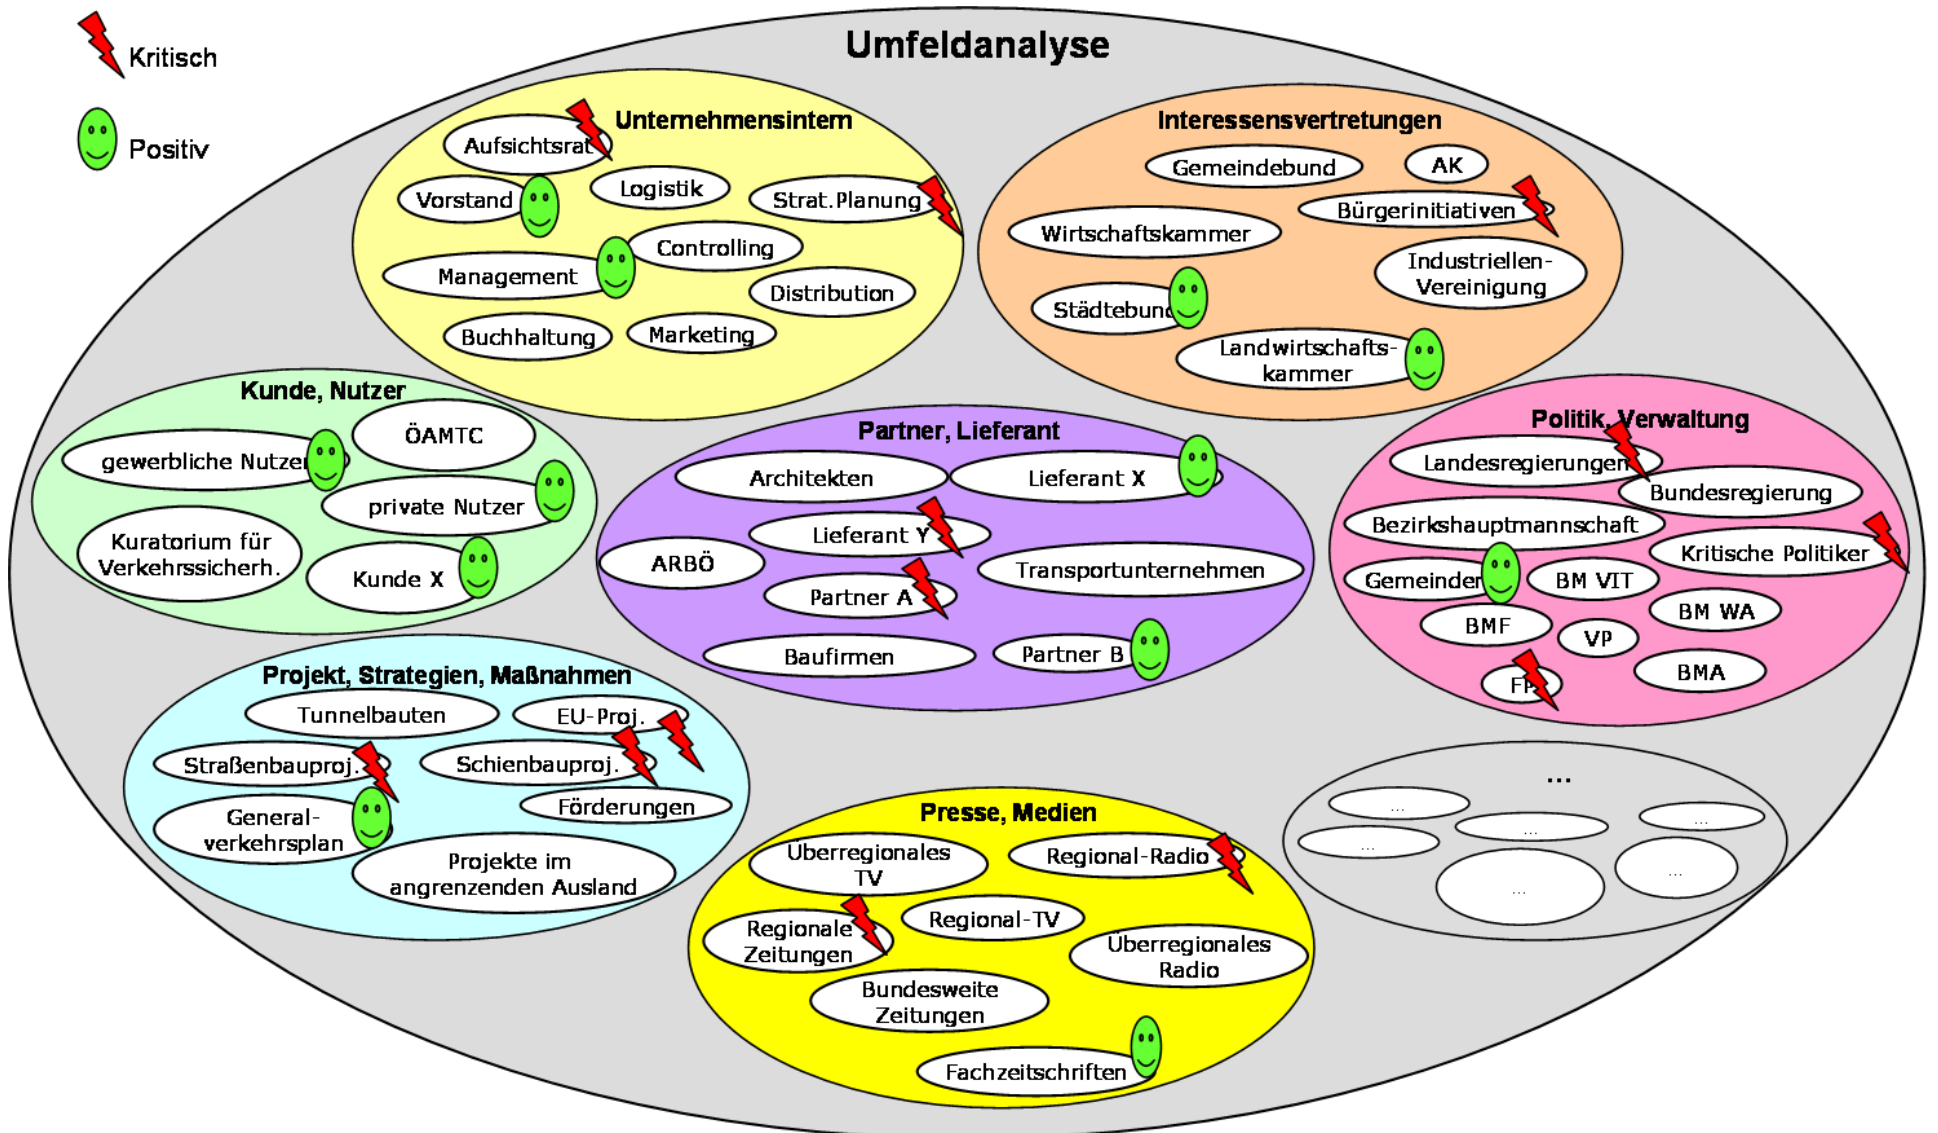 Umfeldanalyse
Kritisch
Positiv
Unternehmensintern
Aufsichtsrat
Vorstand
Logistik
Strat.Planung
Controlling
Management
Distribution
Buchhaltung
Marketing
Interessensvertretungen
Gemeindebund
AK
Bürgerinitiativen
Wirtschaftskammer
Industriellen-
Vereinigung
Städtebund
Landwirtschafts-
kammer
Kunde, Nutzer
ÖAMTC
gewerbliche Nutzer
private Nutzer
Kuratorium für
Verkehrssicherh.
Kunde X
Partner, Lieferant
Architekten
Lieferant X
Lieferant Y
ARBÖ
Transportunternehmen
Partner A
Baufirmen
Partner B
Politik, Verwaltung
Landesregierungen
Bundesregierung
Bezirkshauptmannschaft
Kritische Politiker
Gemeinden
BM VIT
BM WA
BMF
VP
BMA
FP
Projekt, Strategien, Maßnahmen
Tunnelbauten
EU-Proj.
Straßenbauproj.
Schienbauproj.
General-
verkehrsplan
Förderungen
Projekte im
angrenzenden Ausland
Presse, Medien
Überregionales
TV
Regional-Radio
Regionale
Zeitungen
Regional-TV
Überregionales
Radio
Bundesweite
Zeitungen
Fachzeitschriften
...
...
...
...
...
...
...
...